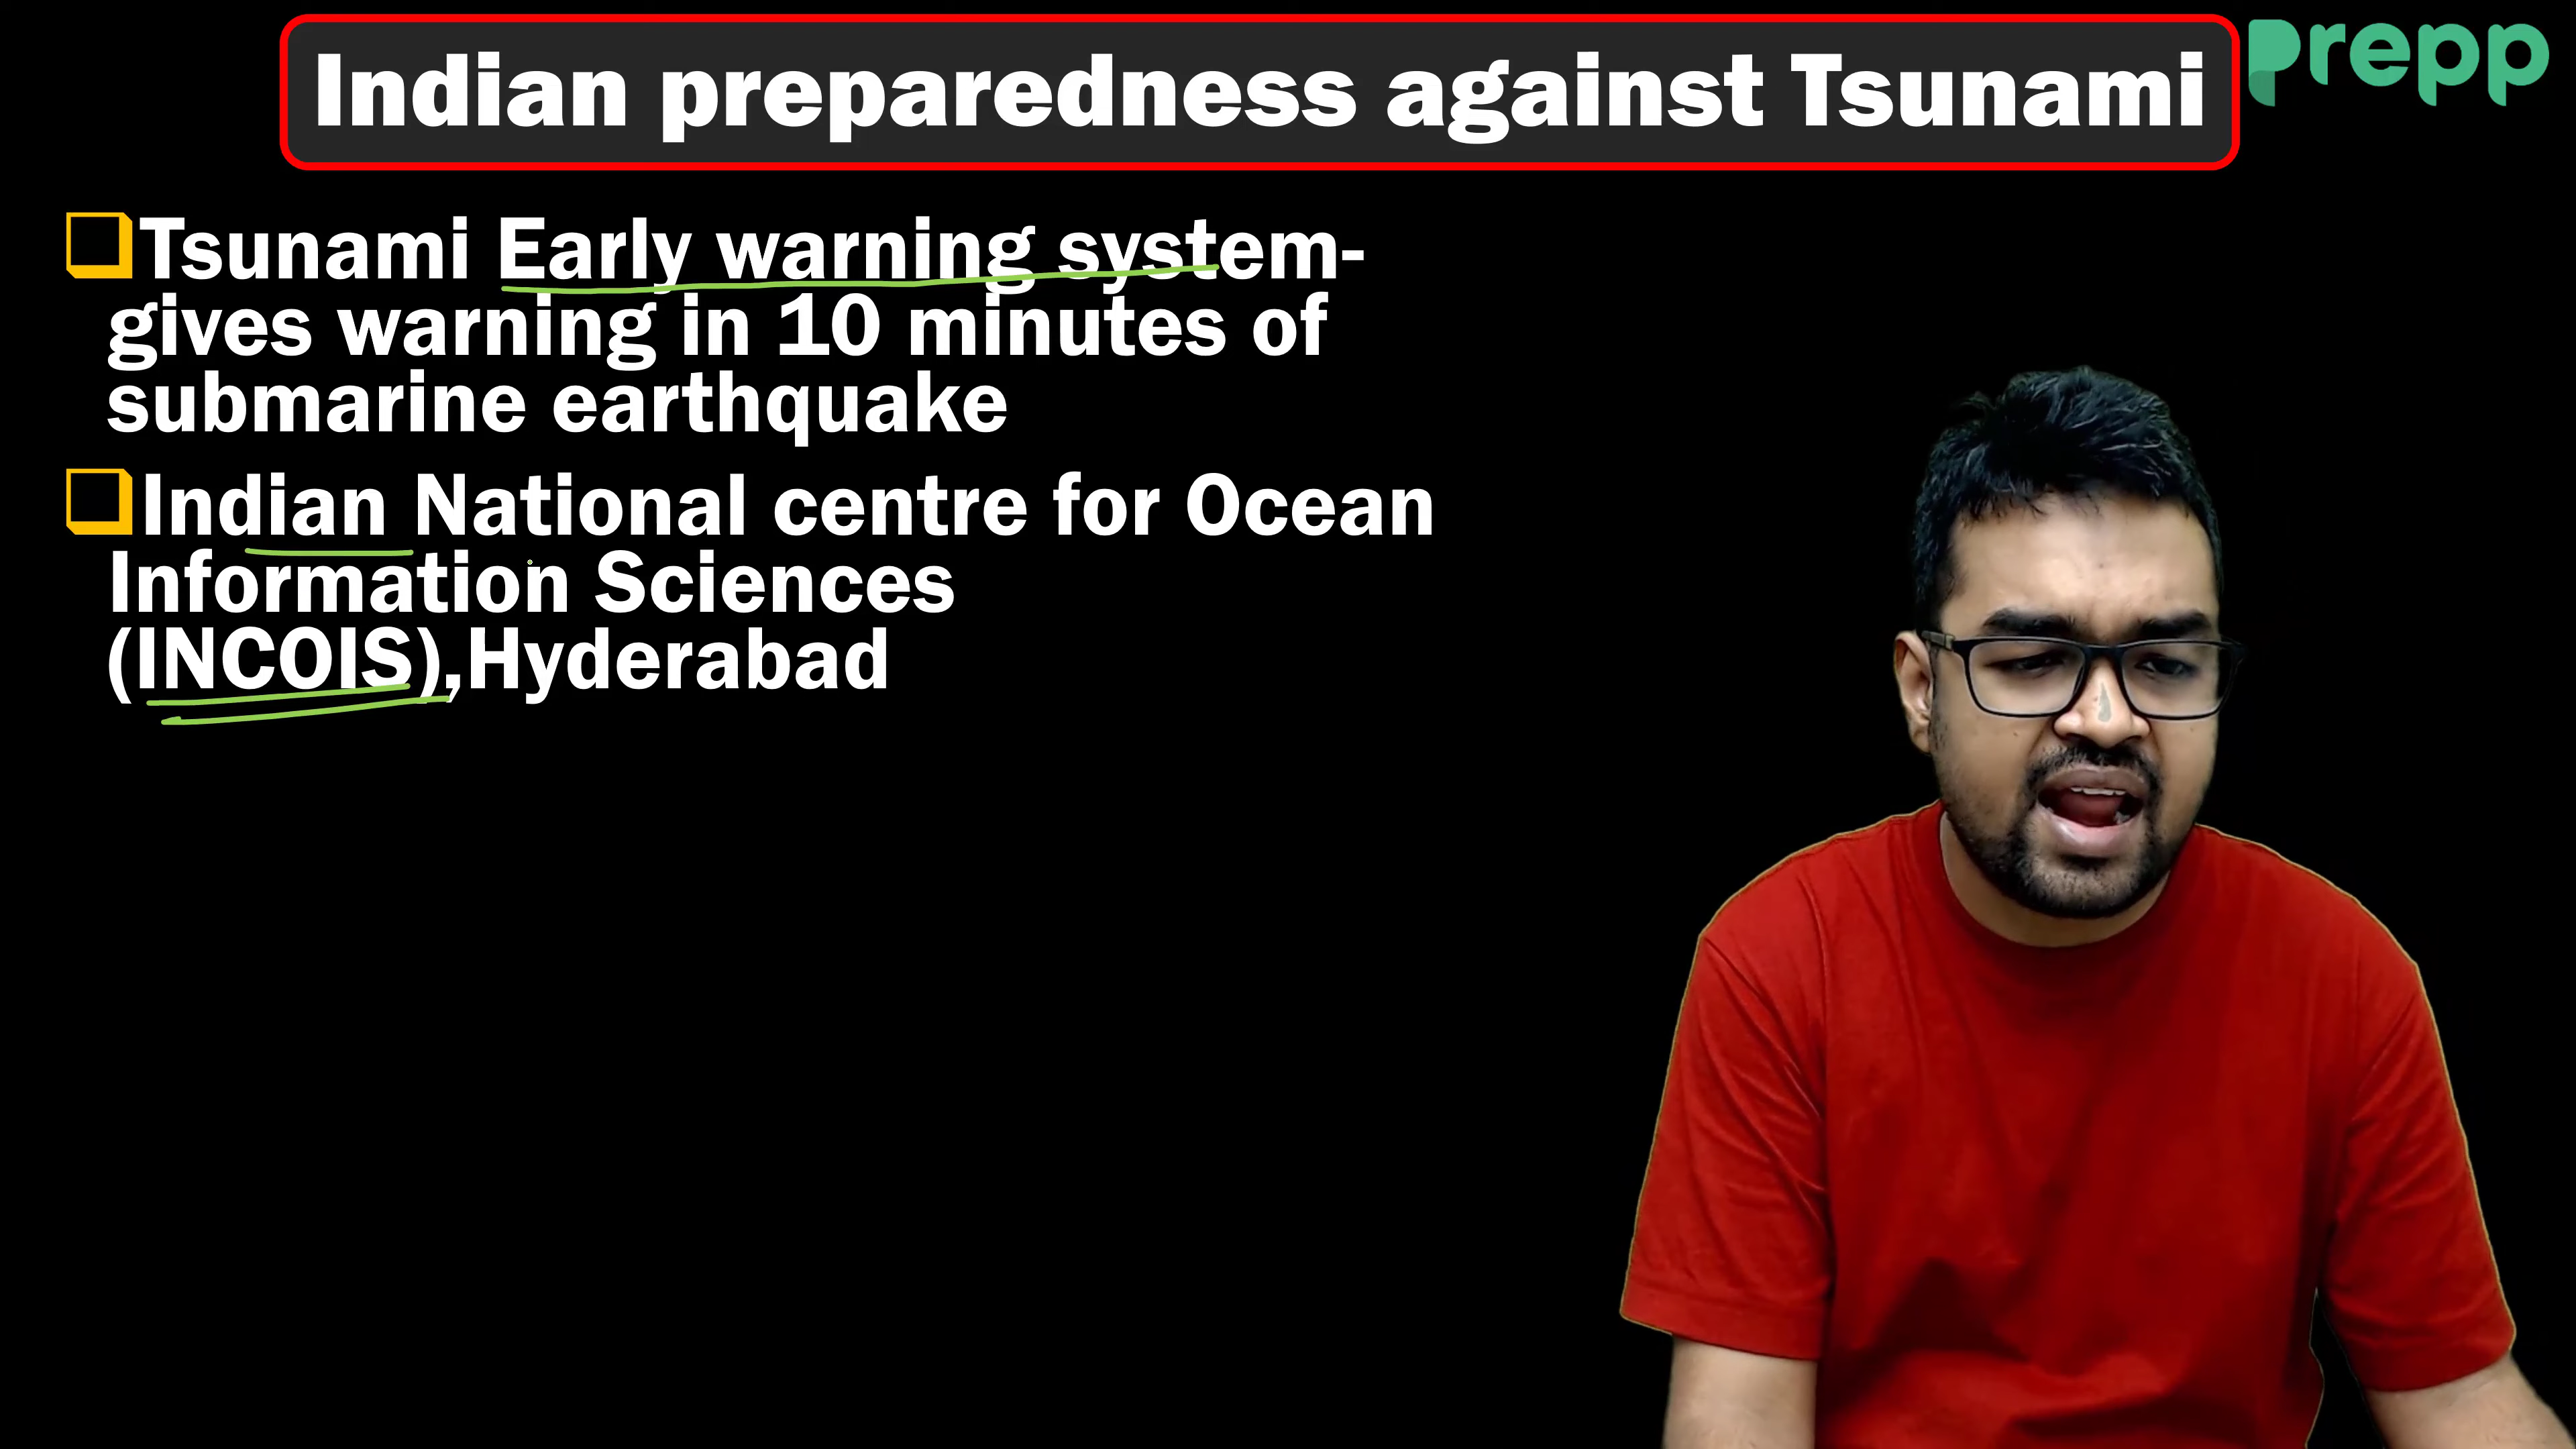 Indian preparedness against Tsunami
prepp
Tsunami Early warning system-
gives warning in 10 minutes of
submarine earthquake
Indian National centre for Ocean
Information Sciences
(INCOIS),Hyderabad